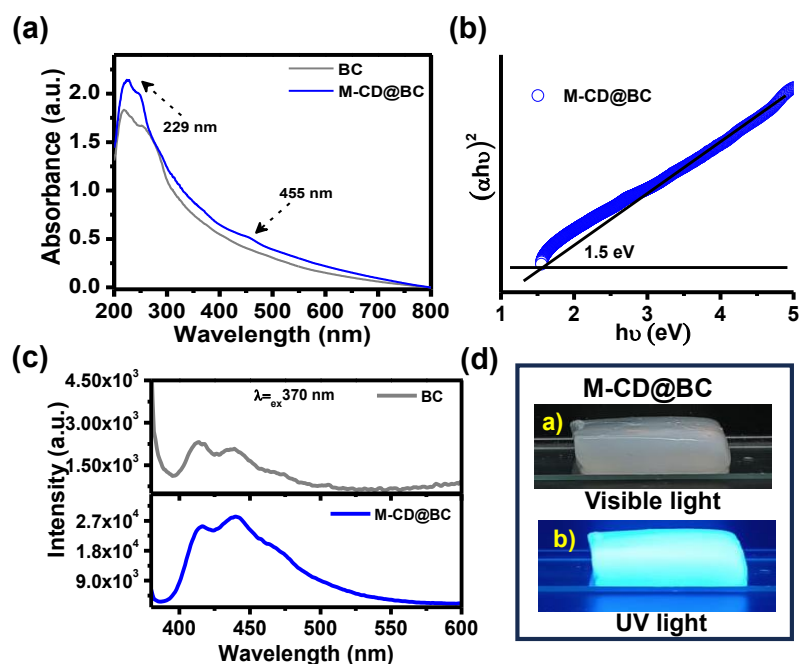 (a)
BC
M-CD@BC
229 nm
455 nm
Absorbance (a.u.)
2.0
1.5
1.0
0.5
0.0
200 300 400 500 600 700 800
Wavelength (nm)
(b)
M-CD@BC
(αhυ)²
1.5 eV
1 2 3 4 5
hυ (eV)
(c)
4.50x10³
3.00x10³
1.50x10³
λ=ₑₓ370 nm
BC
Intensity (a.u.)
2.7x10⁴
1.8x10⁴
9.0x10³
M-CD@BC
400 450 500 550 600
Wavelength (nm)
(d)
M-CD@BC
a)
Visible light
b)
UV light